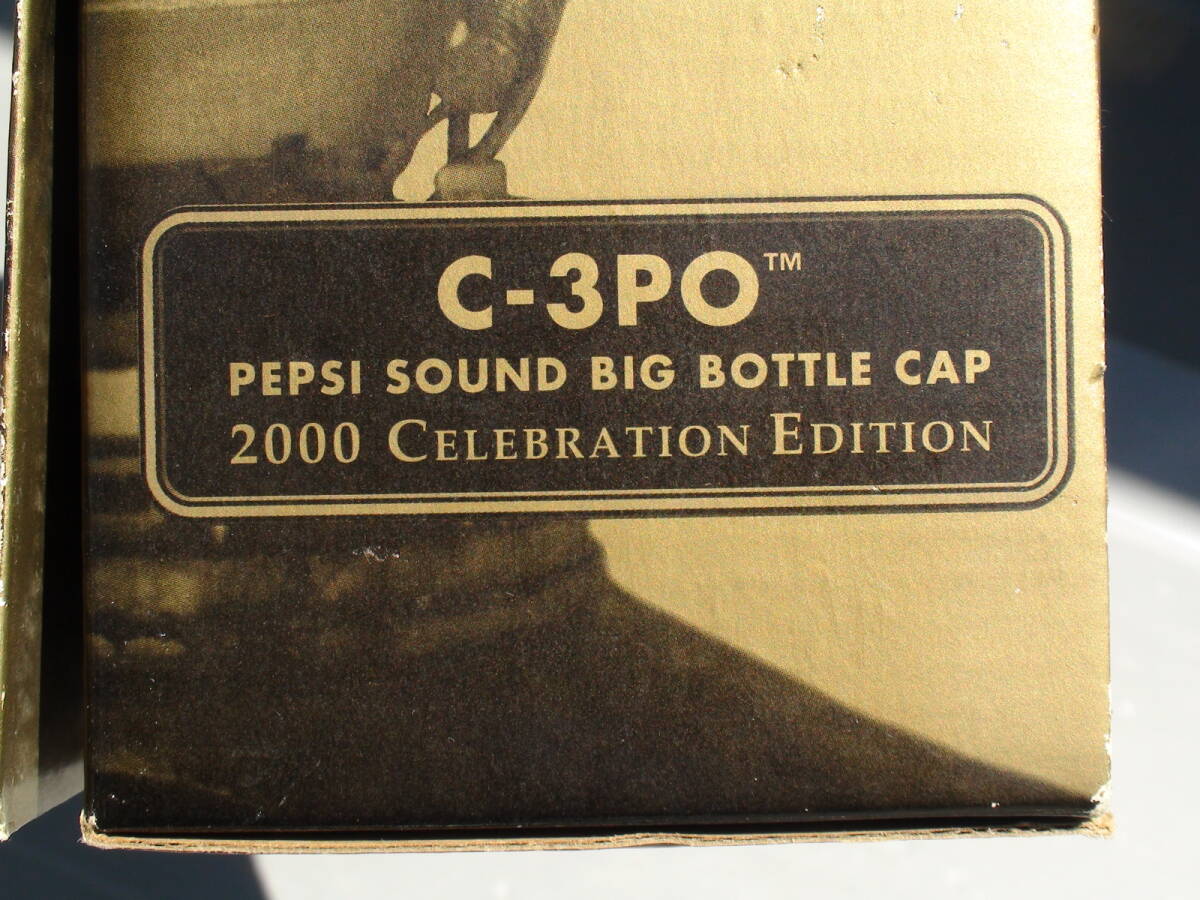 C-3PO™
PEPSI SOUND BIG BOTTLE CAP
2000 CELEBRATION EDITION